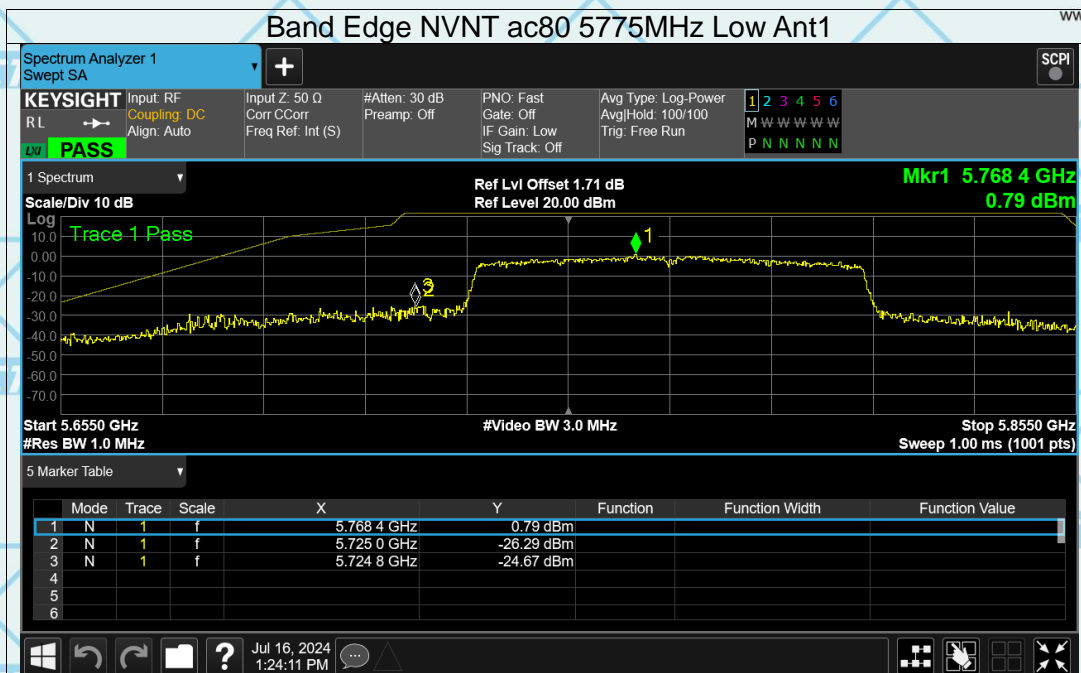 Band Edge NVNT ac80 5775MHz Low Ant1
Spectrum Analyzer 1
Swept SA
+
SCPI
KEYSIGHT
R L
LXI PASS
Input: RF
Coupling: DC
Align: Auto
Input Z: 50 Ω
Corr CCorr
Freq Ref: Int (S)
#Atten: 30 dB
Preamp: Off
PNO: Fast
Gate: Off
IF Gain: Low
Sig Track: Off
Avg Type: Log-Power
Avg|Hold: 100/100
Trig: Free Run
1 2 3 4 5 6
M W W W W W
P N N N N N
1 Spectrum
Scale/Div 10 dB
Ref Lvl Offset 1.71 dB
Ref Level 20.00 dBm
Mkr1 5.768 4 GHz
0.79 dBm
Log
Trace 1 Pass
10.0
0.00
-10.0
-20.0
-30.0
-40.0
-50.0
-60.0
-70.0
1
Start 5.6550 GHz
#Res BW 1.0 MHz
#Video BW 3.0 MHz
Stop 5.8550 GHz
Sweep 1.00 ms (1001 pts)
5 Marker Table
Mode Trace Scale X Y Function Function Width Function Value
1 N 1 f 5.768 4 GHz 0.79 dBm
2 N 1 f 5.725 0 GHz -26.29 dBm
3 N 1 f 5.724 8 GHz -24.67 dBm
4
5
6
?
Jul 16, 2024
1:24:11 PM